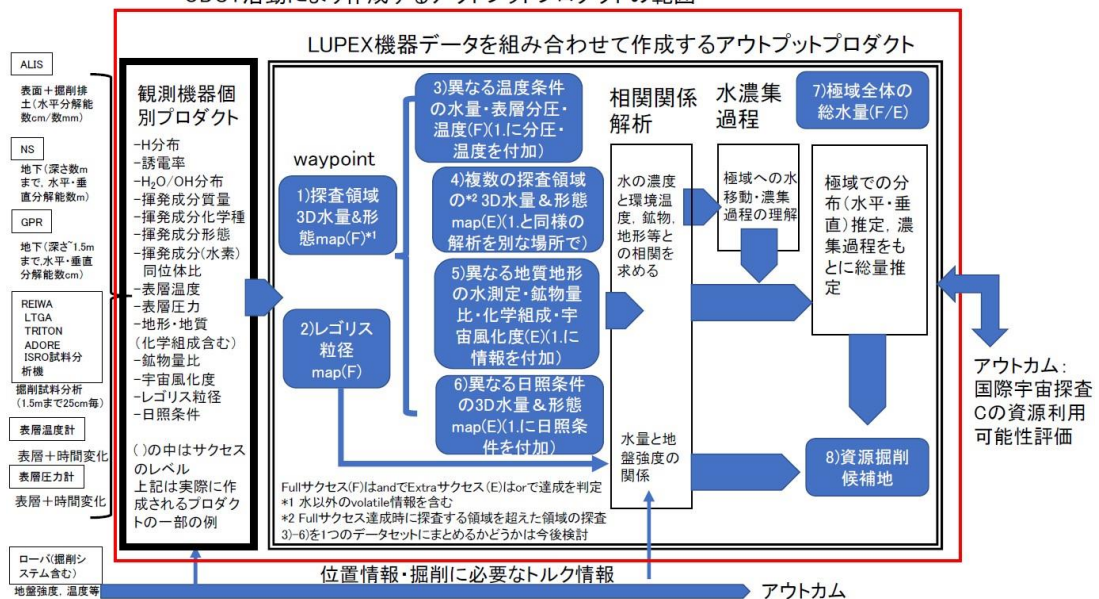 LUPEX機器データを組み合わせて作成するアウトプットプロダクト
ALIS
表面+掘削排
土(水平分解能
数cm/数mm)
NS
地下(深さ数m
まで, 水平・垂
直分解能数m)
GPR
地下(深さ~1.5m
まで,水平・垂直
分解能数cm)
REIWA
LTGA
TRITON
ADORE
ISRO試料分
析機
掘削試料分析
(1.5mまで25cm毎)
表層温度計
表層+時間変化
表層圧力計
表層+時間変化
ローバ(掘削シ
ステム含む)
地盤強度, 温度等
観測機器個
別プロダクト
-H分布
-誘電率
-H₂O/OH分布
-揮発成分質量
-揮発成分化学種
-揮発成分形態
-揮発成分(水素)
同位体比
-表層温度
-表層圧力
-地形・地質
(化学組成含む)
-鉱物量比
-宇宙風化度
-レゴリス粒径
-日照条件
( )の中はサクセス
のレベル
上記は実際に作
成されるプロダク
トの一部の例
waypoint
1)探査領域
3D水量&形
態map(F)*1
2)レゴリス
粒径
map(F)
3)異なる温度条件
の水量・表層分圧・
温度(F)(1.に分圧・
温度を付加)
4)複数の探査領域
の*2 3D水量&形態
map(E)(1.と同様の
解析を別な場所で)
5)異なる地質地形
の水測定・鉱物量
比・化学組成・宇
宙風化度(E)(1.に
情報を付加)
6)異なる日照条件
の3D水量&形態
map(E)(1.に日照条
件を付加)
相関関係
解析
水の濃度
と環境温
度, 鉱物,
地形等と
の相関を
求める
水量と地
盤強度の
関係
水濃集
過程
極域への水
移動・濃集
過程の理解
7)極域全体の
総水量(F/E)
極域での分
布(水平・垂
直)推定, 濃
集過程をも
とに総量推
定
8)資源掘削
候補地
Fullサクセス(F)はandでExtraサクセス(E)はorで達成を判定
*1 水以外のvolatile情報を含む
*2 Fullサクセス達成時に探査する領域を超えた領域の探査
3)-6)を1つのデータセットにまとめるかどうかは今後検討
アウトカム:
国際宇宙探査
Cの資源利用
可能性評価
位置情報・掘削に必要なトルク情報
アウトカム